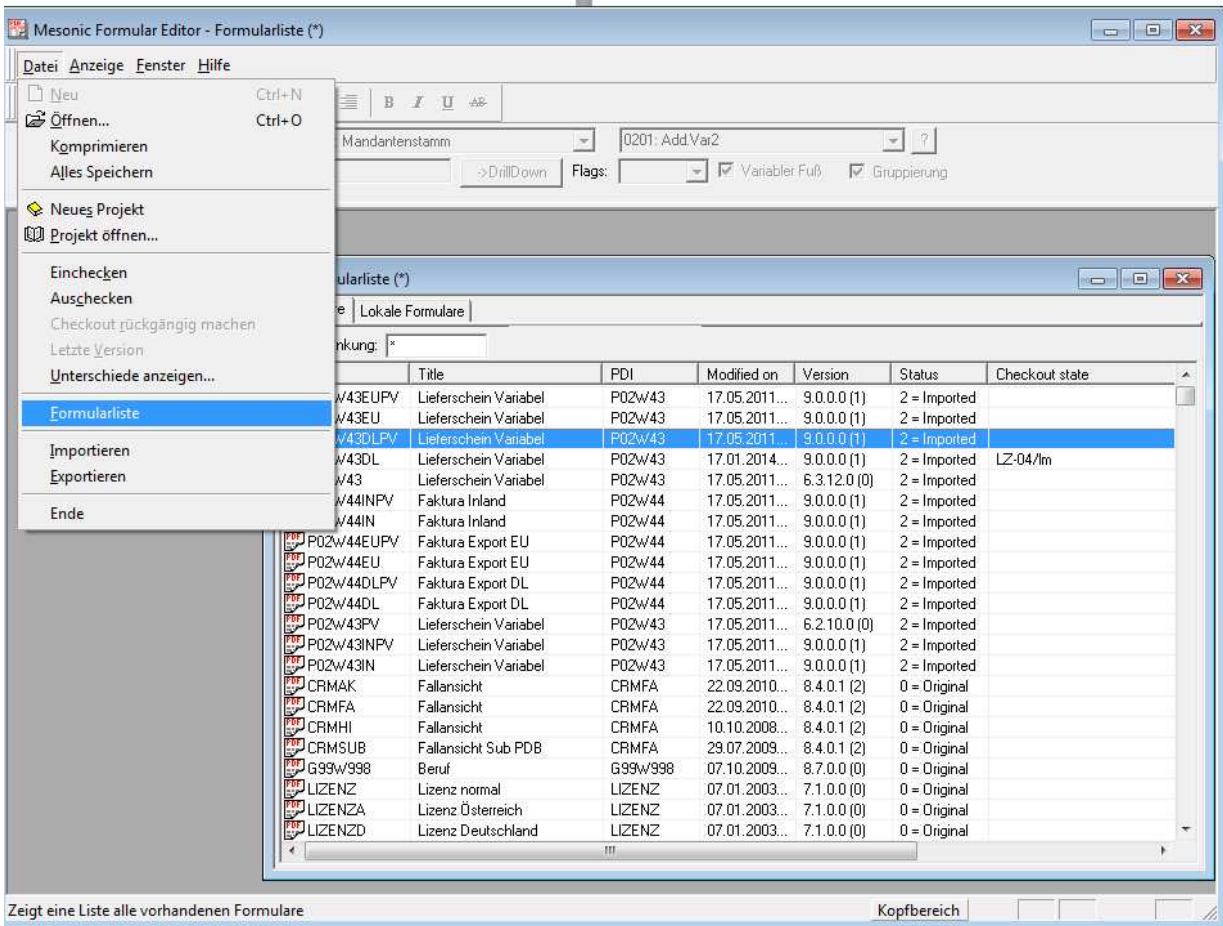 Mesonic Formular Editor - Formularliste (*)
Datei Anzeige Fenster Hilfe
Neu Ctrl+N
Öffnen... Ctrl+O
Komprimieren
Alles Speichern
Neues Projekt
Projekt öffnen...
Einchecken
Auschecken
Checkout rückgängig machen
Letzte Version
Unterschiede anzeigen...
Formularliste
Importieren
Exportieren
Ende
B I U AB
Mandantenstamm 0201: Add.Var2 ?
->DrillDown Flags: Variabler Fuß Gruppierung
ularliste (*)
e Lokale Formulare
nkung: *
Title PDI Modified on Version Status Checkout state
W43EUPV Lieferschein Variabel P02W43 17.05.2011... 9.0.0.0 (1) 2 = Imported
W43EU Lieferschein Variabel P02W43 17.05.2011... 9.0.0.0 (1) 2 = Imported
W43DLPV Lieferschein Variabel P02W43 17.05.2011... 9.0.0.0 (1) 2 = Imported
W43DL Lieferschein Variabel P02W43 17.01.2014... 9.0.0.0 (1) 2 = Imported LZ-04/lm
W43 Lieferschein Variabel P02W43 17.05.2011... 6.3.12.0 (0) 2 = Imported
W44INPV Faktura Inland P02W44 17.05.2011... 9.0.0.0 (1) 2 = Imported
W44IN Faktura Inland P02W44 17.05.2011... 9.0.0.0 (1) 2 = Imported
P02W44EUPV Faktura Export EU P02W44 17.05.2011... 9.0.0.0 (1) 2 = Imported
P02W44EU Faktura Export EU P02W44 17.05.2011... 9.0.0.0 (1) 2 = Imported
P02W44DLPV Faktura Export DL P02W44 17.05.2011... 9.0.0.0 (1) 2 = Imported
P02W44DL Faktura Export DL P02W44 17.05.2011... 9.0.0.0 (1) 2 = Imported
P02W43PV Lieferschein Variabel P02W43 17.05.2011... 6.2.10.0 (0) 2 = Imported
P02W43INPV Lieferschein Variabel P02W43 17.05.2011... 9.0.0.0 (1) 2 = Imported
P02W43IN Lieferschein Variabel P02W43 17.05.2011... 9.0.0.0 (1) 2 = Imported
CRMAK Fallansicht CRMFA 22.09.2010... 8.4.0.1 (2) 0 = Original
CRMFA Fallansicht CRMFA 22.09.2010... 8.4.0.1 (2) 0 = Original
CRMHI Fallansicht CRMFA 10.10.2008... 8.4.0.1 (2) 0 = Original
CRMSUB Fallansicht Sub PDB CRMFA 29.07.2009... 8.4.0.1 (2) 0 = Original
G99W998 Beruf G99W998 07.10.2009... 8.7.0.0 (0) 0 = Original
LIZENZ Lizenz normal LIZENZ 07.01.2003... 7.1.0.0 (0) 0 = Original
LIZENZA Lizenz Österreich LIZENZ 07.01.2003... 7.1.0.0 (0) 0 = Original
LIZENZD Lizenz Deutschland LIZENZ 07.01.2003... 7.1.0.0 (0) 0 = Original
Zeigt eine Liste alle vorhandenen Formulare Kopfbereich